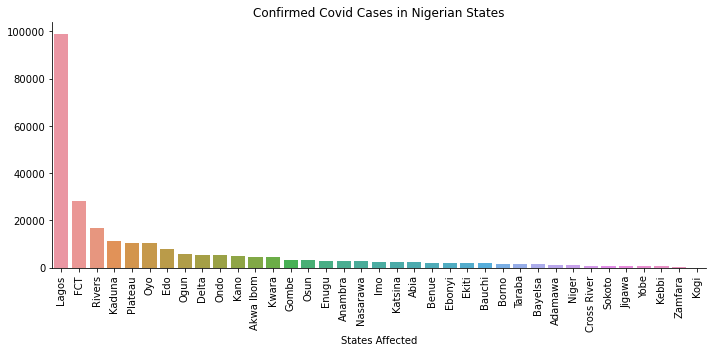 Confirmed Covid Cases in Nigerian States
100000
80000
60000
40000
20000
0
Lagos
FCT
Rivers
Kaduna
Plateau
Oyo
Edo
Ogun
Delta
Ondo
Kano
Akwa Ibom
Kwara
Gombe
Osun
Enugu
Anambra
Nasarawa
Imo
Katsina
Abia
Benue
Ebonyi
Ekiti
Bauchi
Borno
Taraba
Bayelsa
Adamawa
Niger
Cross River
Sokoto
Jigawa
Yobe
Kebbi
Zamfara
Kogi
States Affected